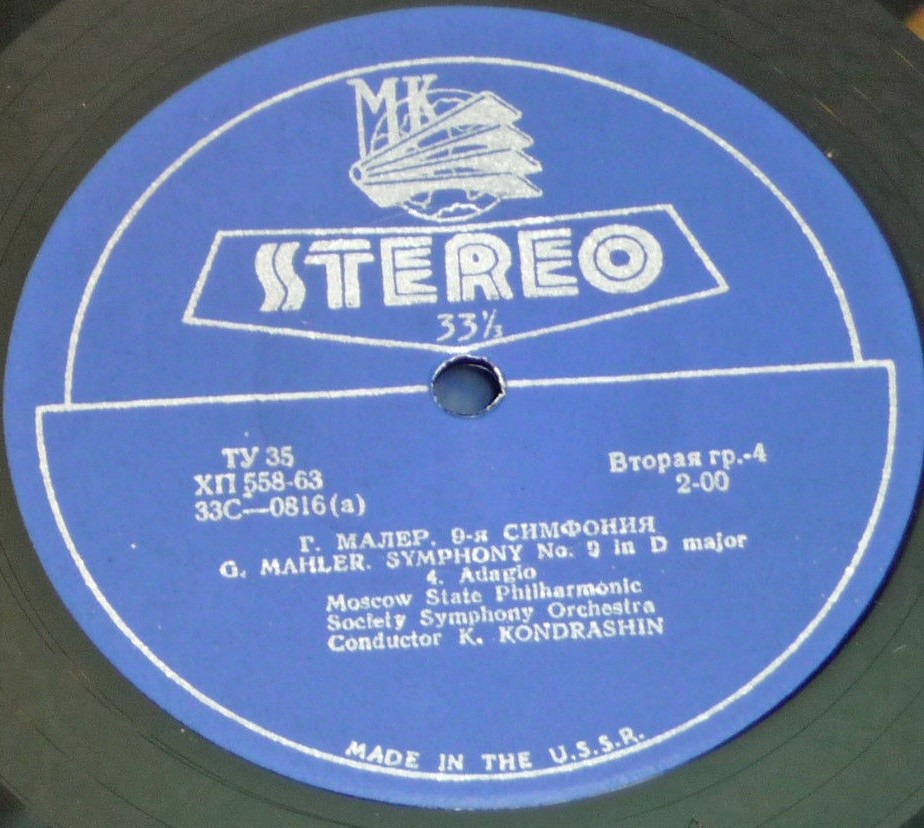 МК
STEREO
33⅓
ТУ 35
ХП 558-63
33С—0816(а)
Вторая гр.-4
2-00
Г. МАЛЕР. 9-я СИМФОНИЯ
G. MAHLER. SYMPHONY No. 9 in D major
4. Adagio
Moscow State Philharmonic
Society Symphony Orchestra
Conductor K. KONDRASHIN
MADE IN THE U.S.S.R.